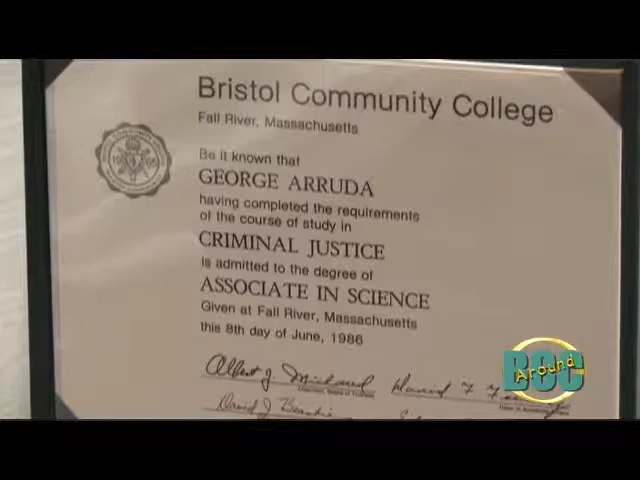 Bristol Community College
Fall River, Massachusetts
Be it known that
GEORGE ARRUDA
having completed the requirements
of the course of study in
CRIMINAL JUSTICE
is admitted to the degree of
ASSOCIATE IN SCIENCE
Given at Fall River, Massachusetts
this 8th day of June, 1986
Albert J.
David J.
Around
BCC